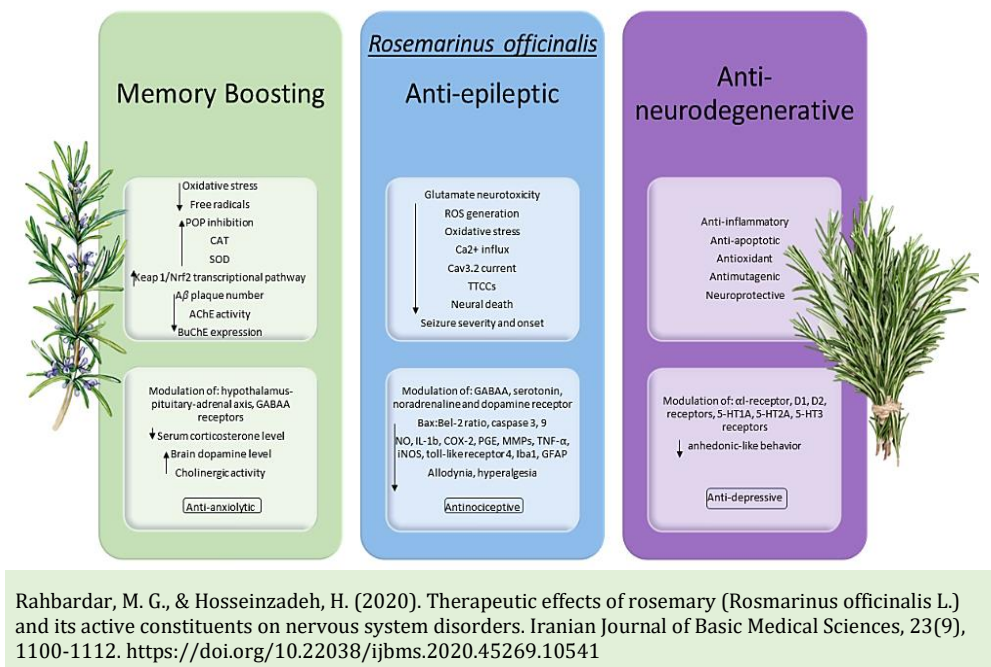 Memory Boosting
Oxidative stress
Free radicals
POP inhibition
CAT
SOD
Keap 1/Nrf2 transcriptional pathway
Aβ plaque number
AChE activity
BuChE expression
Modulation of: hypothalamus-
pituitary-adrenal axis, GABAA
receptors
Serum corticosterone level
Brain dopamine level
Cholinergic activity
Anti-anxiolytic
Rosemarinus officinalis
Anti-epileptic
Glutamate neurotoxicity
ROS generation
Oxidative stress
Ca2+ influx
Cav3.2 current
TTCCs
Neural death
Seizure severity and onset
Modulation of: GABAA, serotonin,
noradrenaline and dopamine receptor
Bax:Bel-2 ratio, caspase 3, 9
NO, IL-1b, COX-2, PGE, MMPs, TNF-α,
iNOS, toll-like receptor 4, Iba1, GFAP
Allodynia, hyperalgesia
Antinociceptive
Anti-
neurodegenerative
Anti-inflammatory
Anti-apoptotic
Antioxidant
Antimutagenic
Neuroprotective
Modulation of: αl-receptor, D1, D2,
receptors, 5-HT1A, 5-HT2A, 5-HT3
receptors
anhedonic-like behavior
Anti-depressive
Rahbardar, M. G., & Hosseinzadeh, H. (2020). Therapeutic effects of rosemary (Rosmarinus officinalis L.)
and its active constituents on nervous system disorders. Iranian Journal of Basic Medical Sciences, 23(9),
1100-1112. https://doi.org/10.22038/ijbms.2020.45269.10541